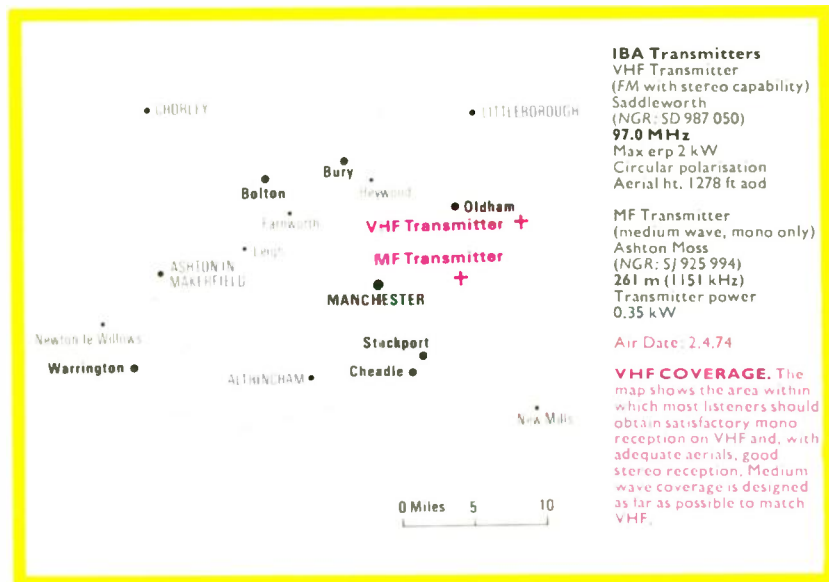 CHORLEY
LITTLEBOROUGH
Bury
Bolton
Heywood
Oldham
Farnworth
VHF Transmitter
Leigh
MF Transmitter
ASHTON IN
MAKERFIELD
MANCHESTER
Newton le Willows
Stockport
Warrington
Cheadle
ALTRINCHAM
New Mills
0 Miles 5 10
IBA Transmitters
VHF Transmitter
(FM with stereo capability)
Saddleworth
(NGR: SD 987 050)
97.0 MHz
Max erp 2 kW
Circular polarisation
Aerial ht. 1278 ft aod
MF Transmitter
(medium wave, mono only)
Ashton Moss
(NGR: SJ 925 994)
261 m (1151 kHz)
Transmitter power
0.35 kW
Air Date: 2.4.74
VHF COVERAGE. The
map shows the area within
which most listeners should
obtain satisfactory mono
reception on VHF and, with
adequate aerials, good
stereo reception. Medium
wave coverage is designed
as far as possible to match
VHF.